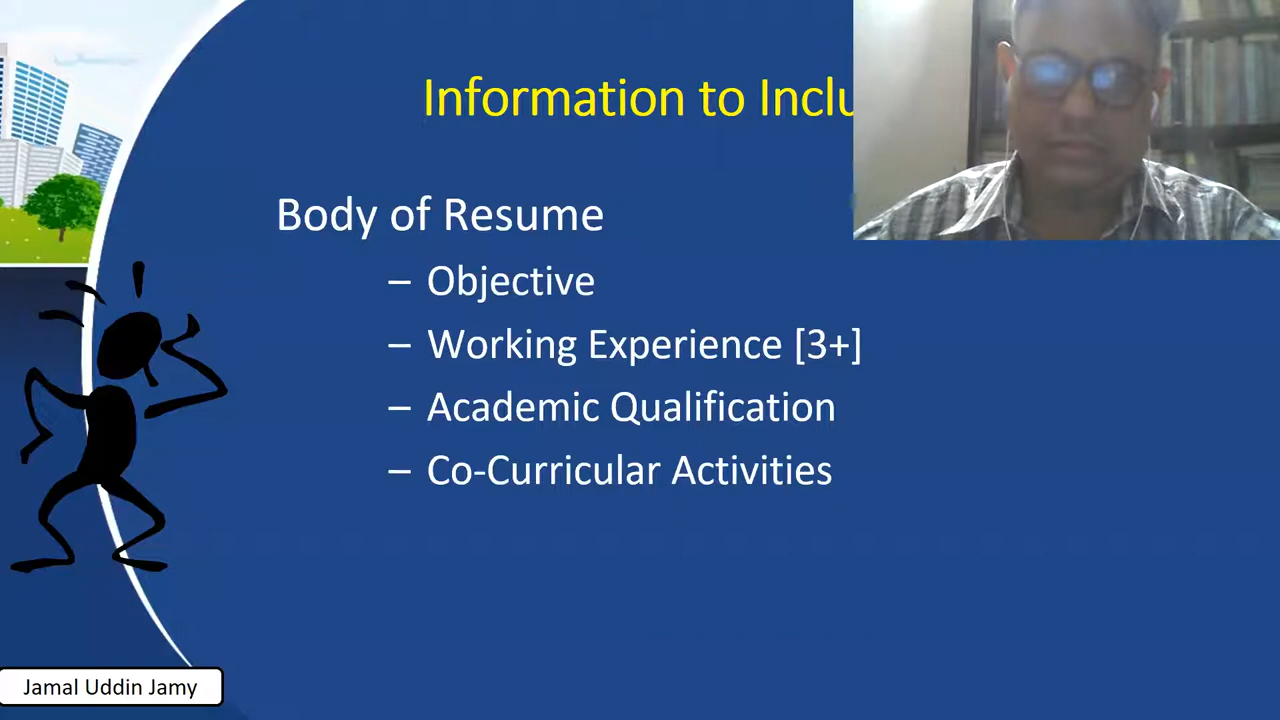 Information to Inclu
Body of Resume
– Objective
– Working Experience [3+]
– Academic Qualification
– Co-Curricular Activities
Jamal Uddin Jamy